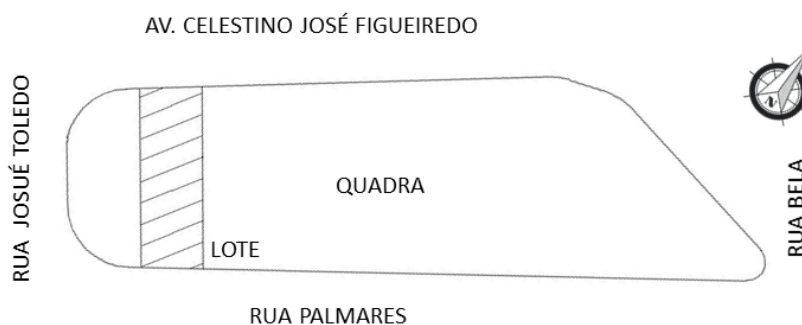 AV. CELESTINO JOSÉ FIGUEIREDO
RUA JOSUÉ TOLEDO
N
QUADRA
RUA BELA
LOTE
RUA PALMARES